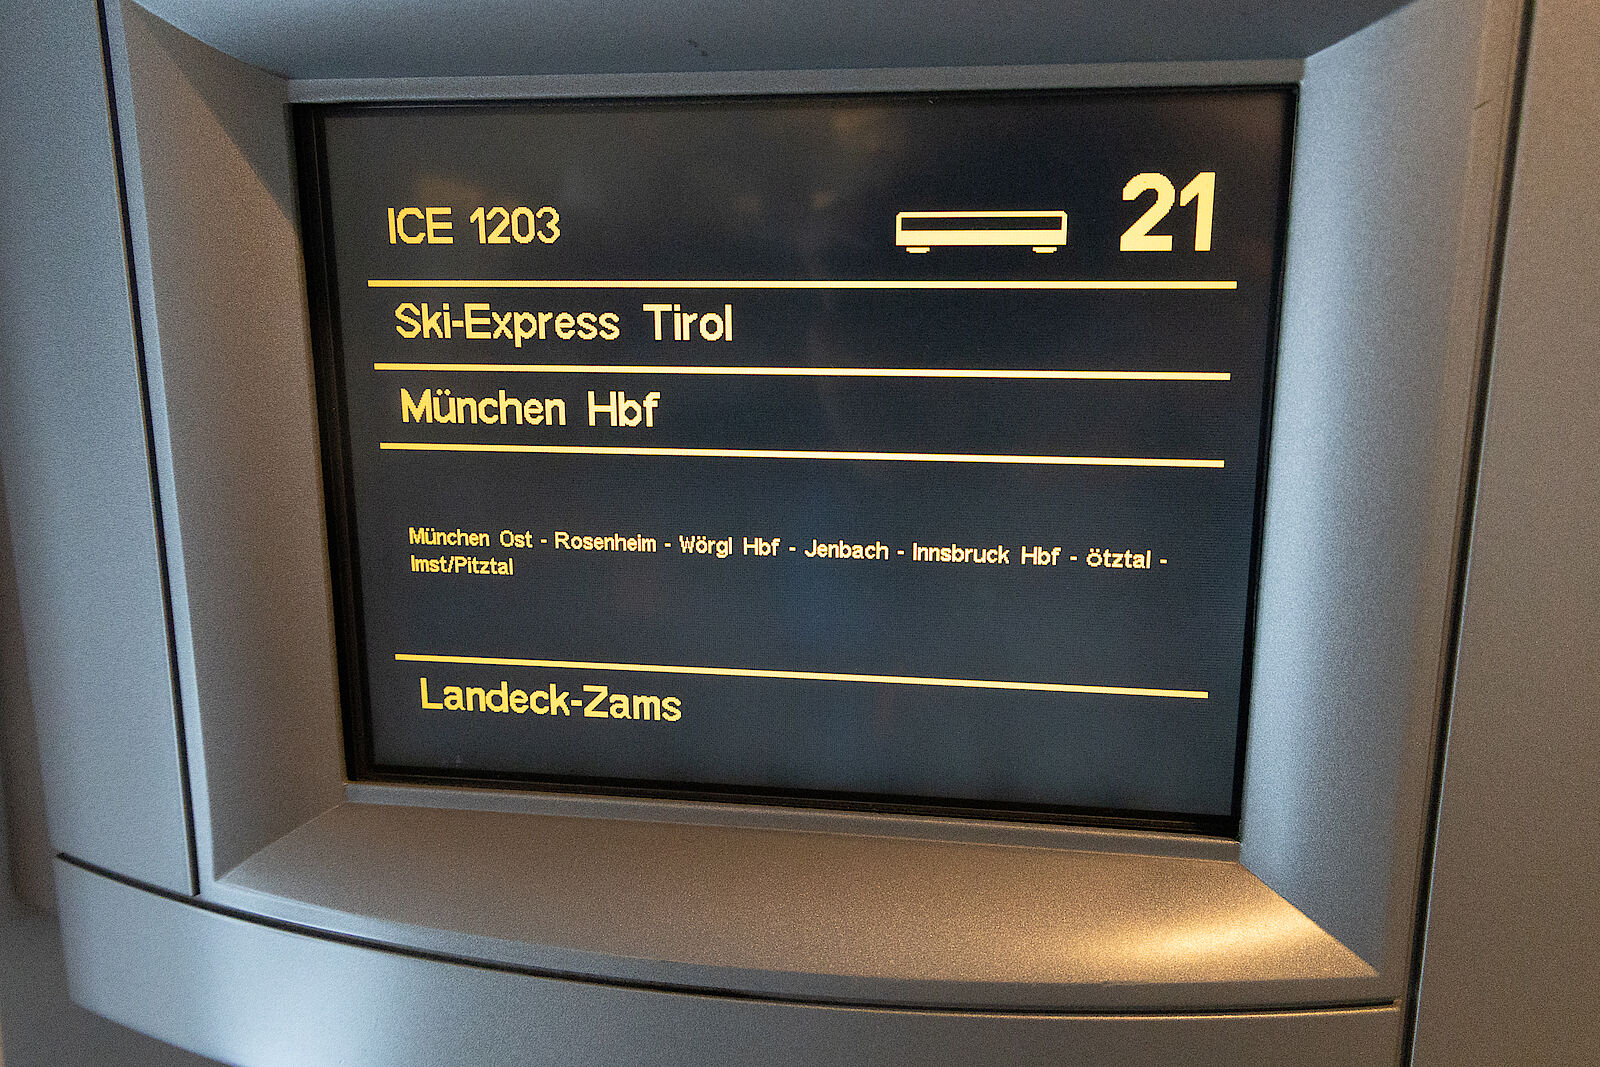 ICE 1203 21
Ski-Express Tirol
München Hbf
München Ost - Rosenheim - Wörgl Hbf - Jenbach - Innsbruck Hbf - ötztal -
Imst/Pitztal
Landeck-Zams